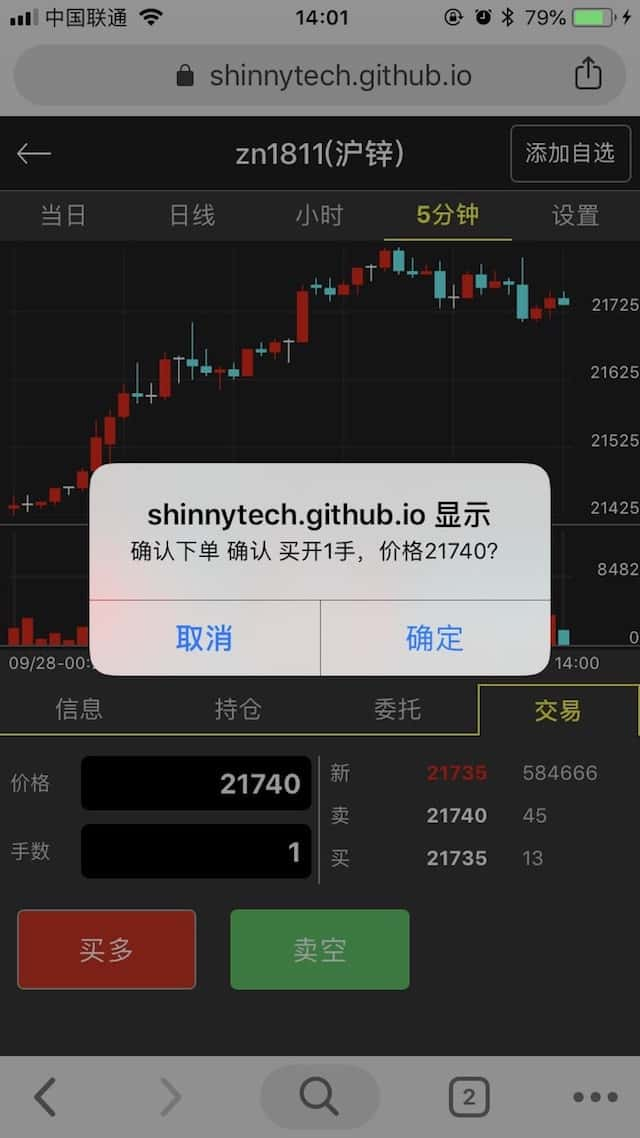 中国联通 14:01 79%
shinnytech.github.io
zn1811(沪锌) 添加自选
当日 日线 小时 5分钟 设置
21725
21625
21525
21425
shinnytech.github.io 显示
确认下单 确认 买开1手，价格21740?
取消 确定
8482
0
09/28-00: 14:00
信息 持仓 委托 交易
价格 21740 新 21735 584666
卖 21740 45
手数 1 买 21735 13
买多 卖空
2